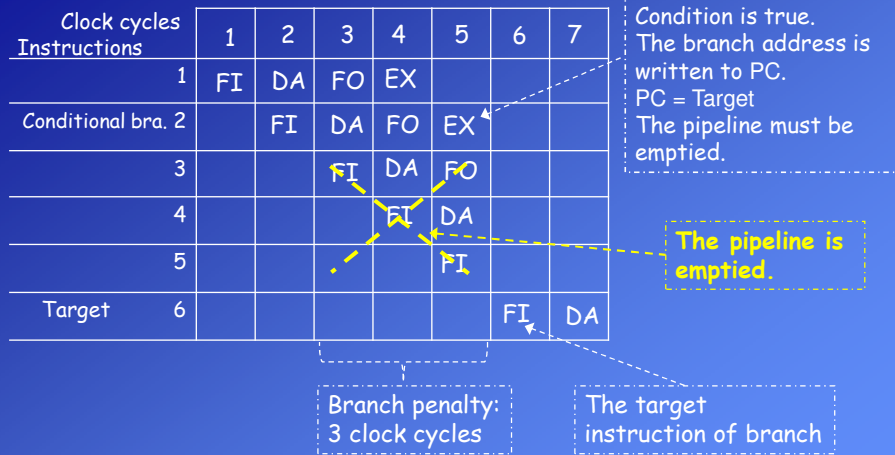 Clock cycles
Instructions
1 2 3 4 5 6 7
1 FI DA FO EX
Conditional bra. 2 FI DA FO EX
3 FI DA FO
4 FI DA
5 FI
Target 6 FI DA
Condition is true.
The branch address is
written to PC.
PC = Target
The pipeline must be
emptied.
The pipeline is
emptied.
Branch penalty:
3 clock cycles
The target
instruction of branch